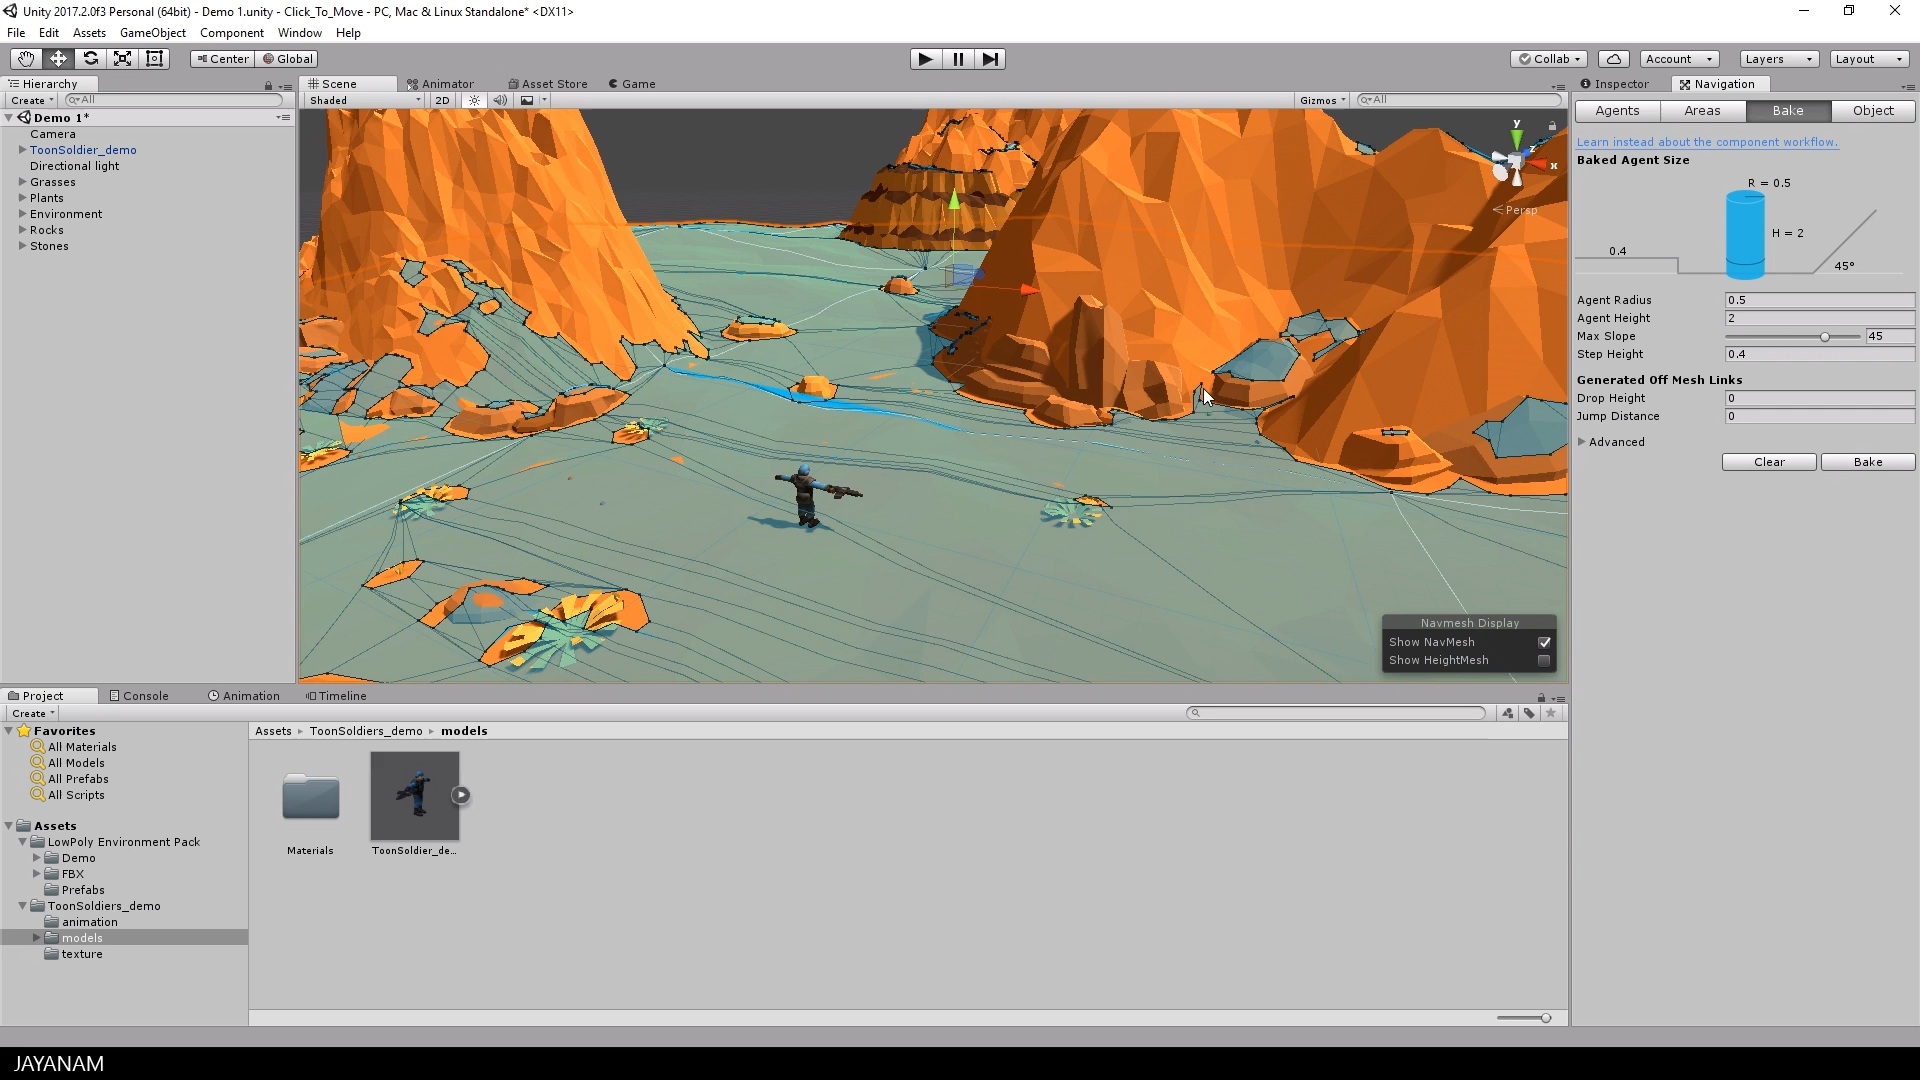 Unity 2017.2.0f3 Personal (64bit) - Demo 1.unity - Click_To_Move - PC, Mac & Linux Standalone* <DX11>
File Edit Assets GameObject Component Window Help
Center Global
Collab Account Layers Layout
Hierarchy
Create All
Demo 1*
Camera
ToonSoldier_demo
Directional light
Grasses
Plants
Environment
Rocks
Stones
Scene Animator Asset Store Game
Shaded 2D Gizmos All
y
z
x
Persp
Navmesh Display
Show NavMesh
Show HeightMesh
Inspector Navigation
Agents Areas Bake Object
Learn instead about the component workflow.
Baked Agent Size
R = 0.5
H = 2
0.4
45°
Agent Radius 0.5
Agent Height 2
Max Slope 45
Step Height 0.4
Generated Off Mesh Links
Drop Height 0
Jump Distance 0
Advanced
Clear Bake
Project Console Animation Timeline
Create
Favorites
All Materials
All Models
All Prefabs
All Scripts
Assets
LowPoly Environment Pack
Demo
FBX
Prefabs
ToonSoldiers_demo
animation
models
texture
Assets ToonSoldiers_demo models
Materials
ToonSoldier_de...
JAYANAM